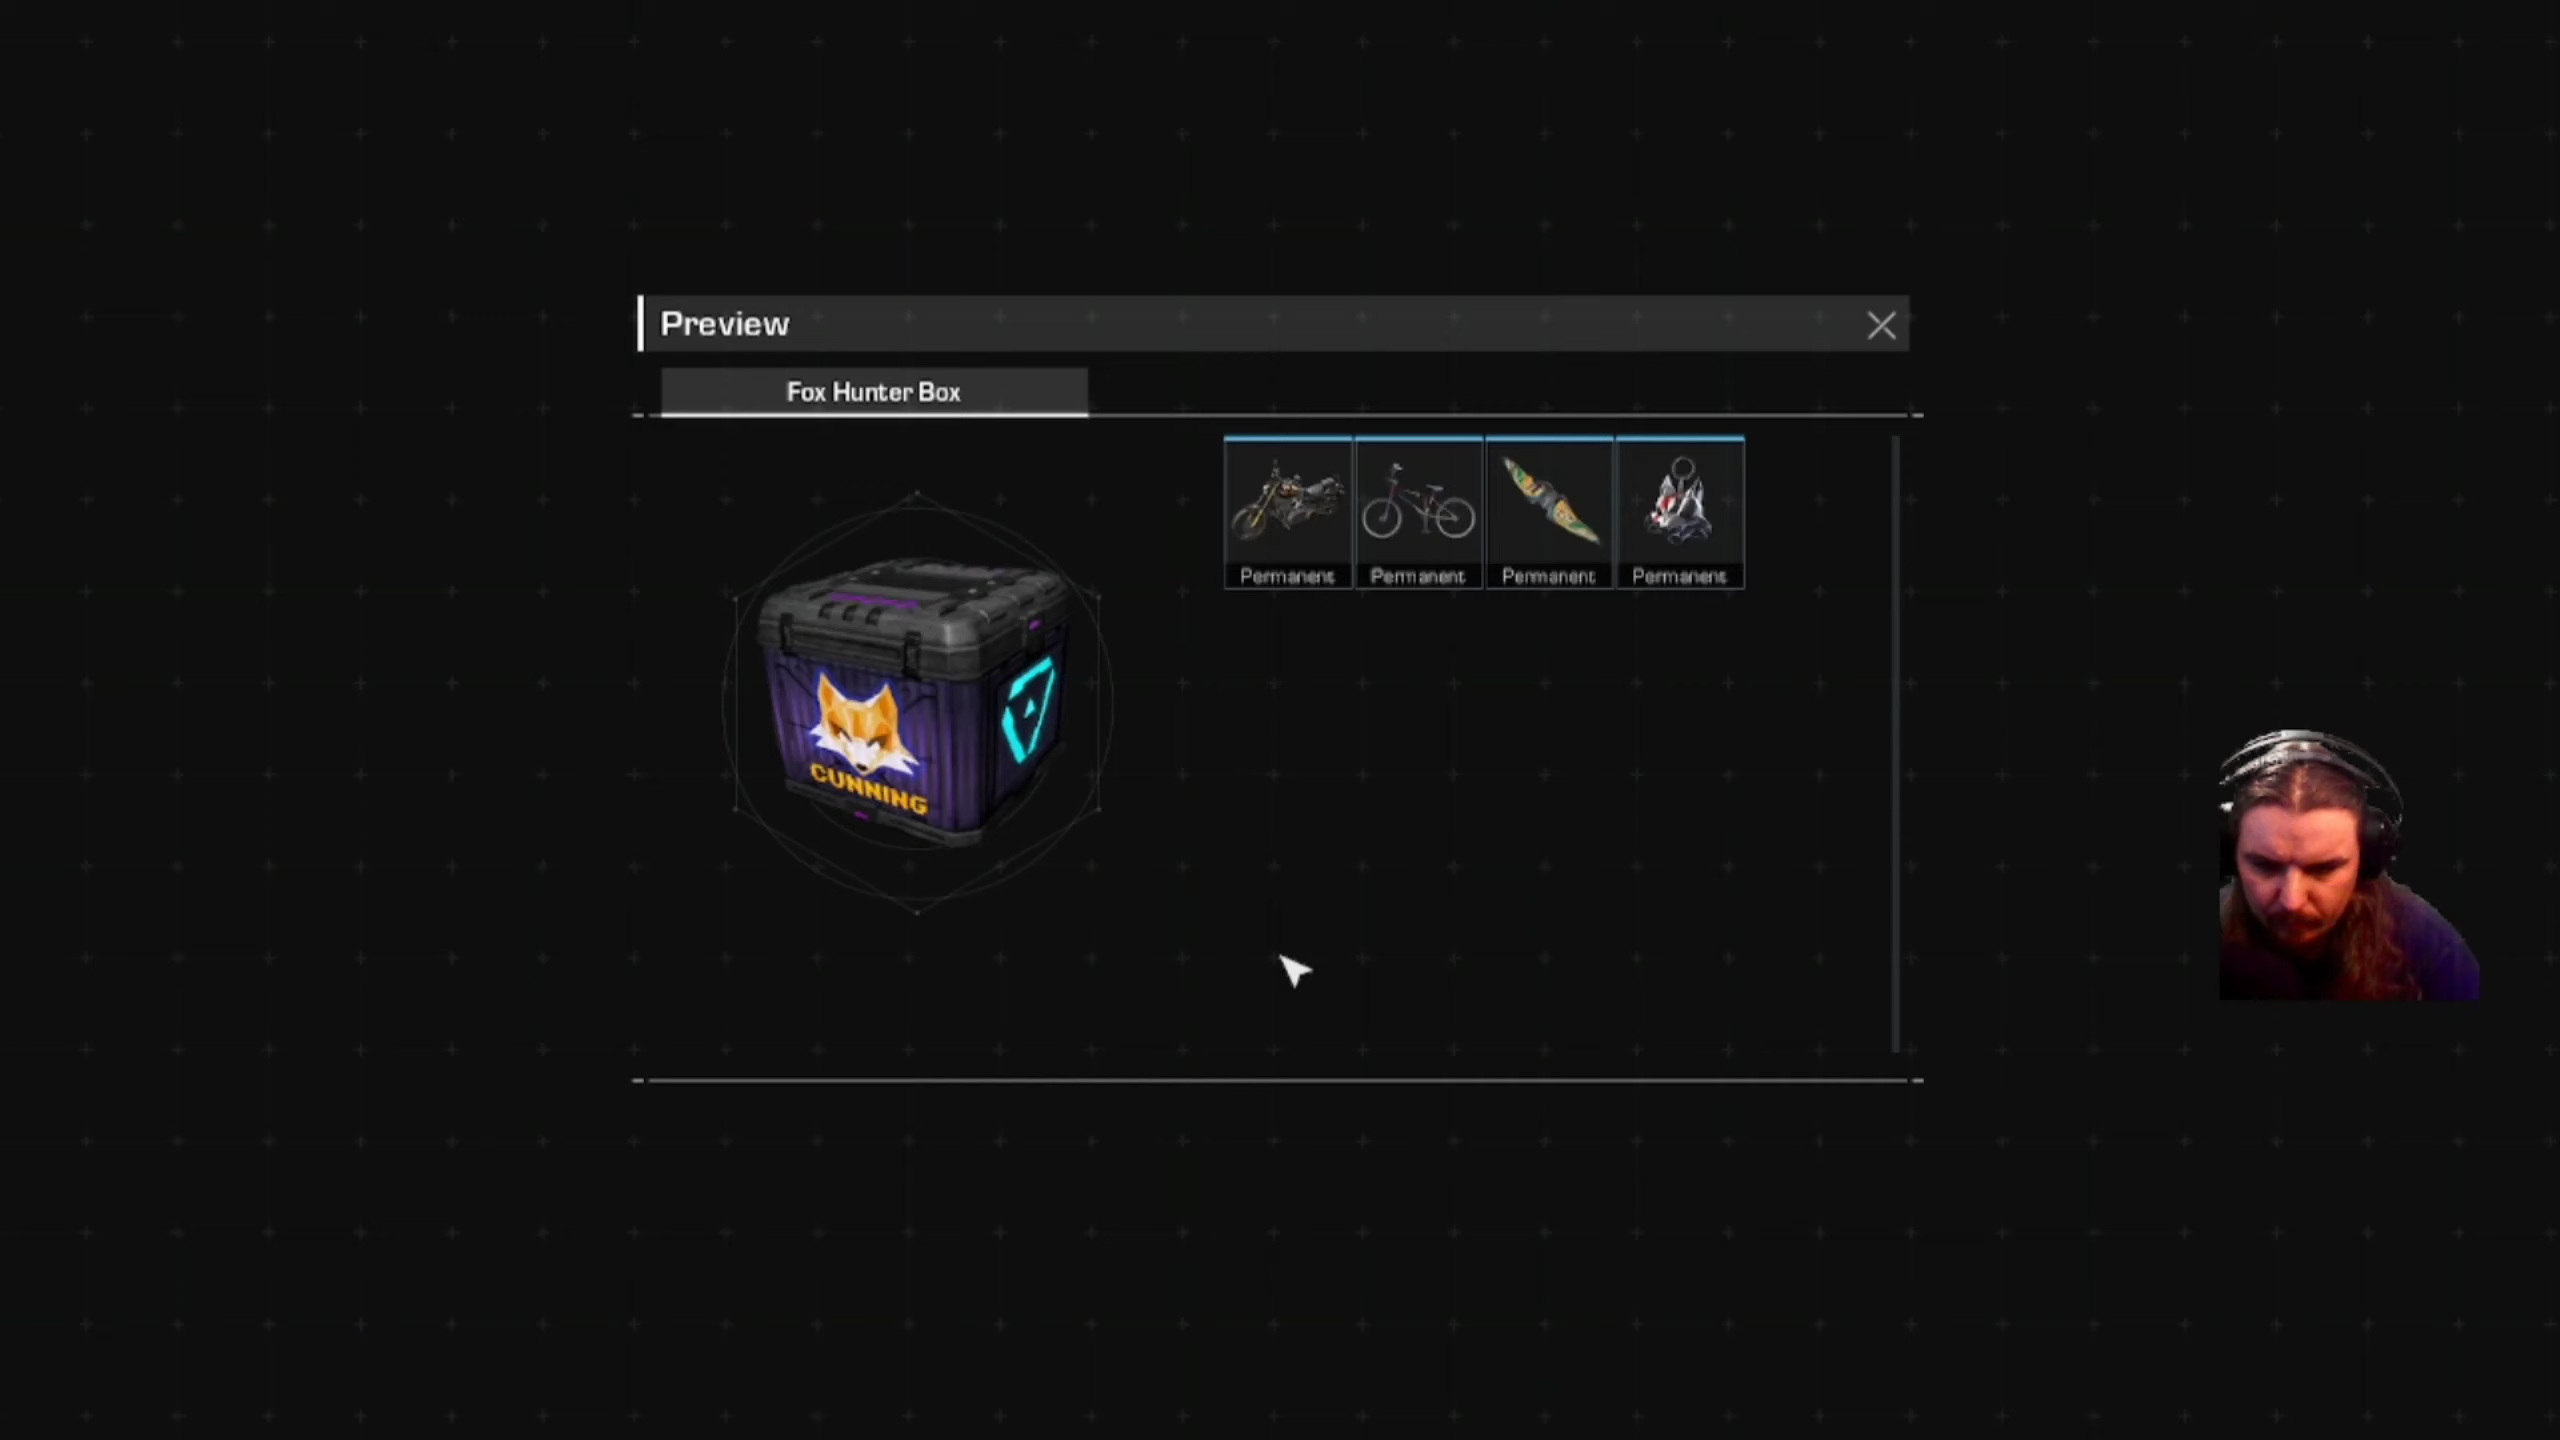 Preview
Fox Hunter Box
Permanent
Permanent
Permanent
Permanent
CUNNING